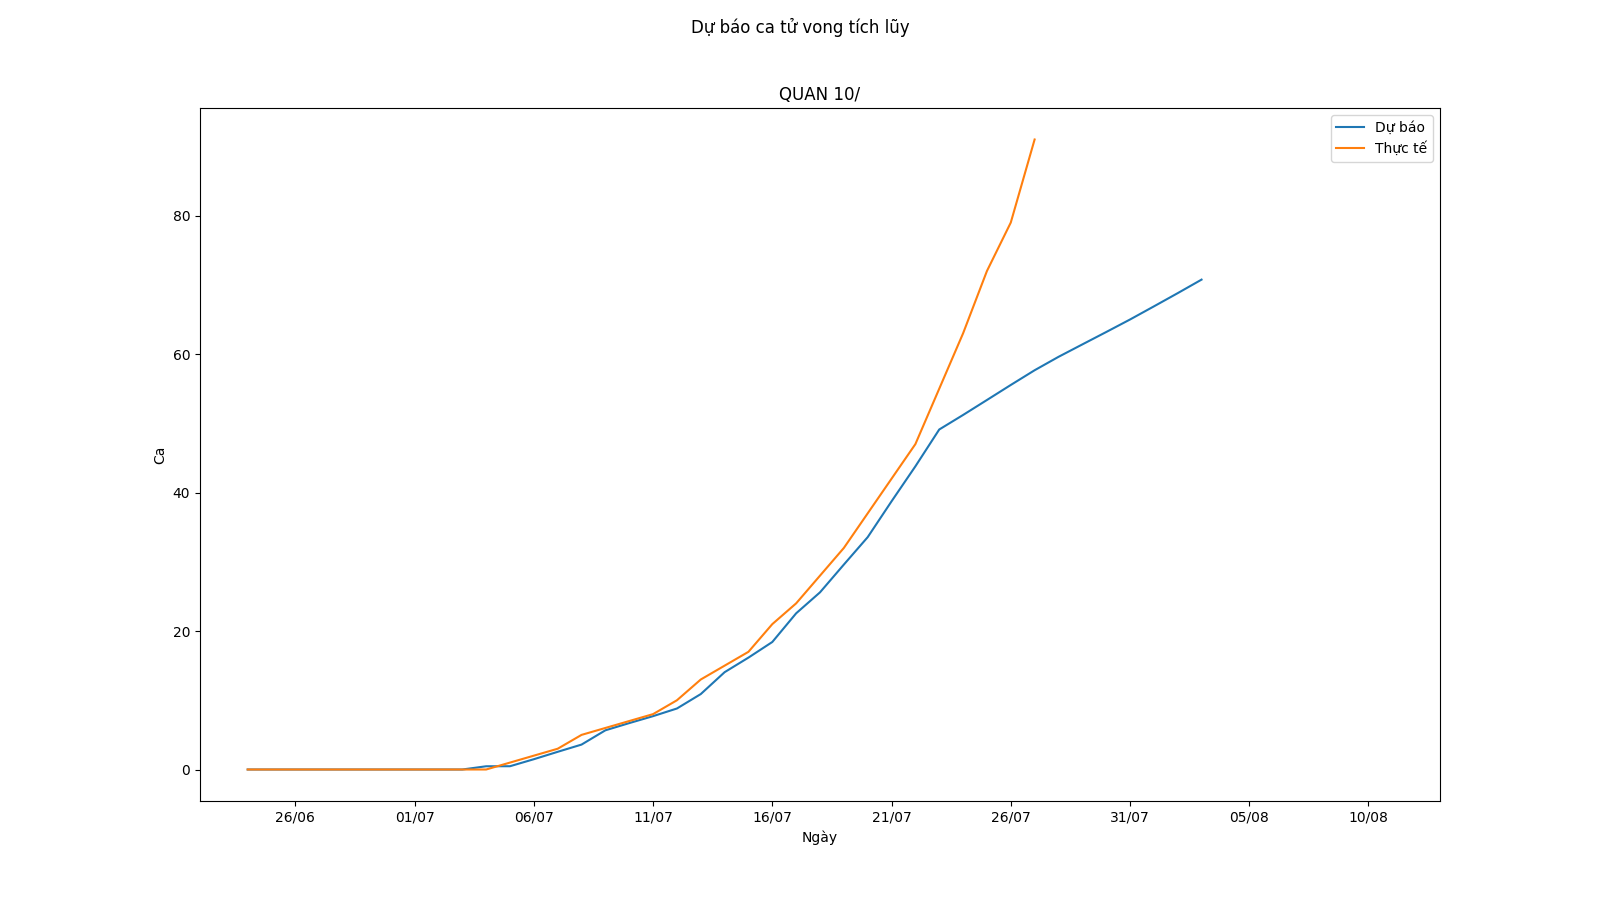 Dự báo ca tử vong tích lũy
QUAN 10/
Dự báo
Thực tế
80
60
40
20
0
Ca
26/06 01/07 06/07 11/07 16/07 21/07 26/07 31/07 05/08 10/08
Ngày